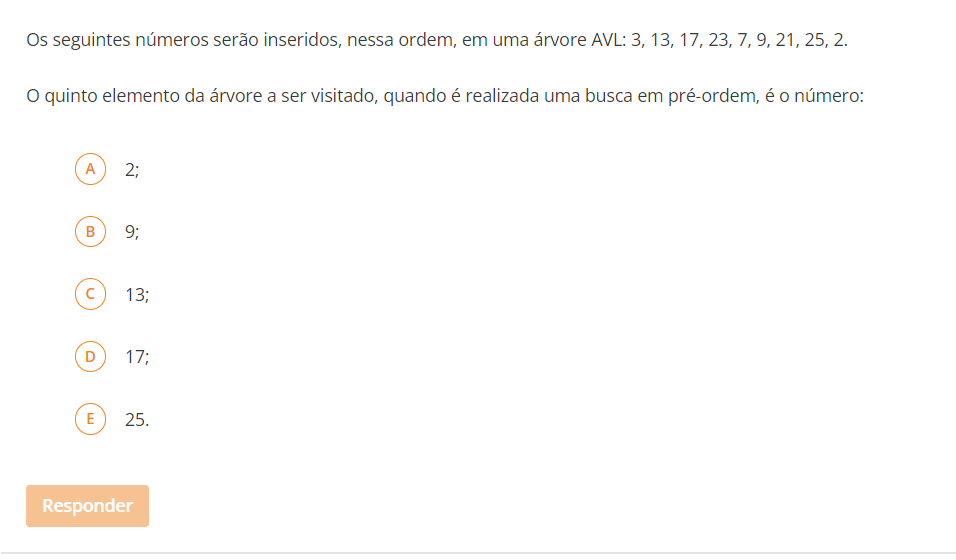 Os seguintes números serão inseridos, nessa ordem, em uma árvore AVL: 3, 13, 17, 23, 7, 9, 21, 25, 2.
O quinto elemento da árvore a ser visitado, quando é realizada uma busca em pré-ordem, é o número:
A 2;
B 9;
C 13;
D 17;
E 25.
Responder